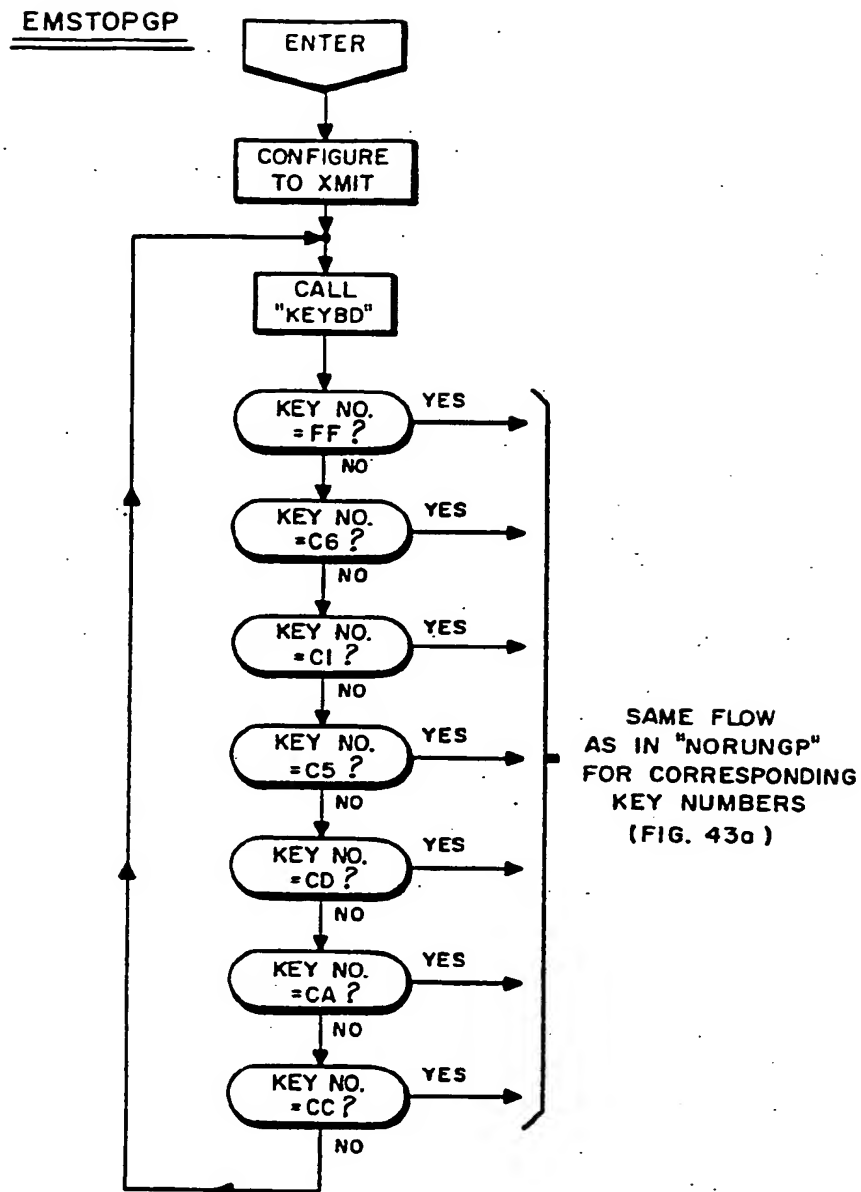 EMSTOPGP
ENTER
CONFIGURE
TO XMIT
CALL
"KEYBD"
KEY NO.
=FF?
YES
NO
KEY NO.
=C6?
YES
NO
KEY NO.
=C1?
YES
NO
KEY NO.
=C5?
YES
NO
KEY NO.
=CD?
YES
NO
KEY NO.
=CA?
YES
NO
KEY NO.
=CC?
YES
NO
SAME FLOW
AS IN "NORUNGP"
FOR CORRESPONDING
KEY NUMBERS
(FIG. 43a)